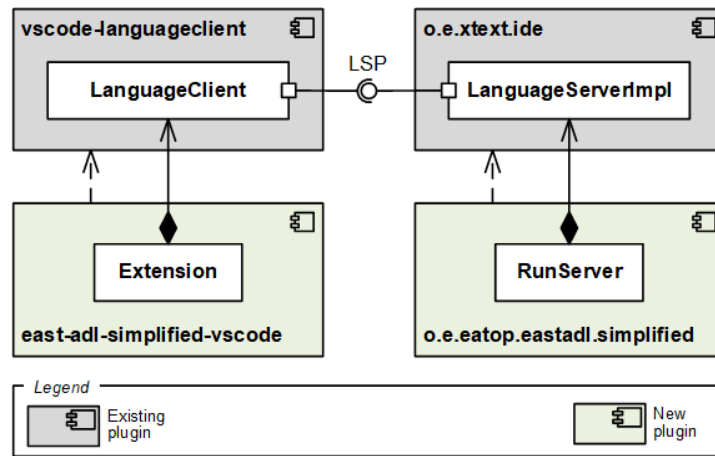 vscode-languageclient
o.e.xtext.ide
LSP
LanguageClient
LanguageServerImpl
Extension
RunServer
east-adl-simplified-vscode
o.e.eatop.eastadl.simplified
Legend
Existing
plugin
New
plugin